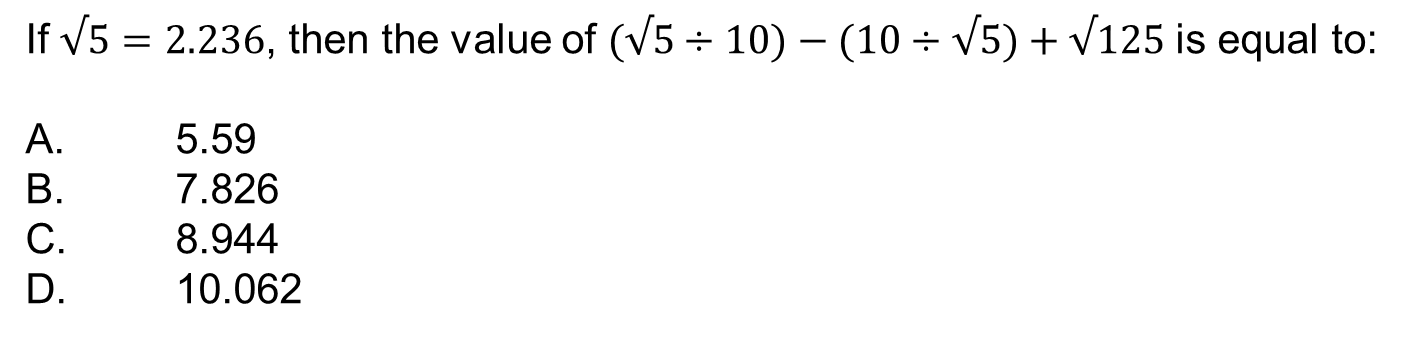 If √5 = 2.236, then the value of (√5 ÷ 10) − (10 ÷ √5) + √125 is equal to:
A. 5.59
B. 7.826
C. 8.944
D. 10.062